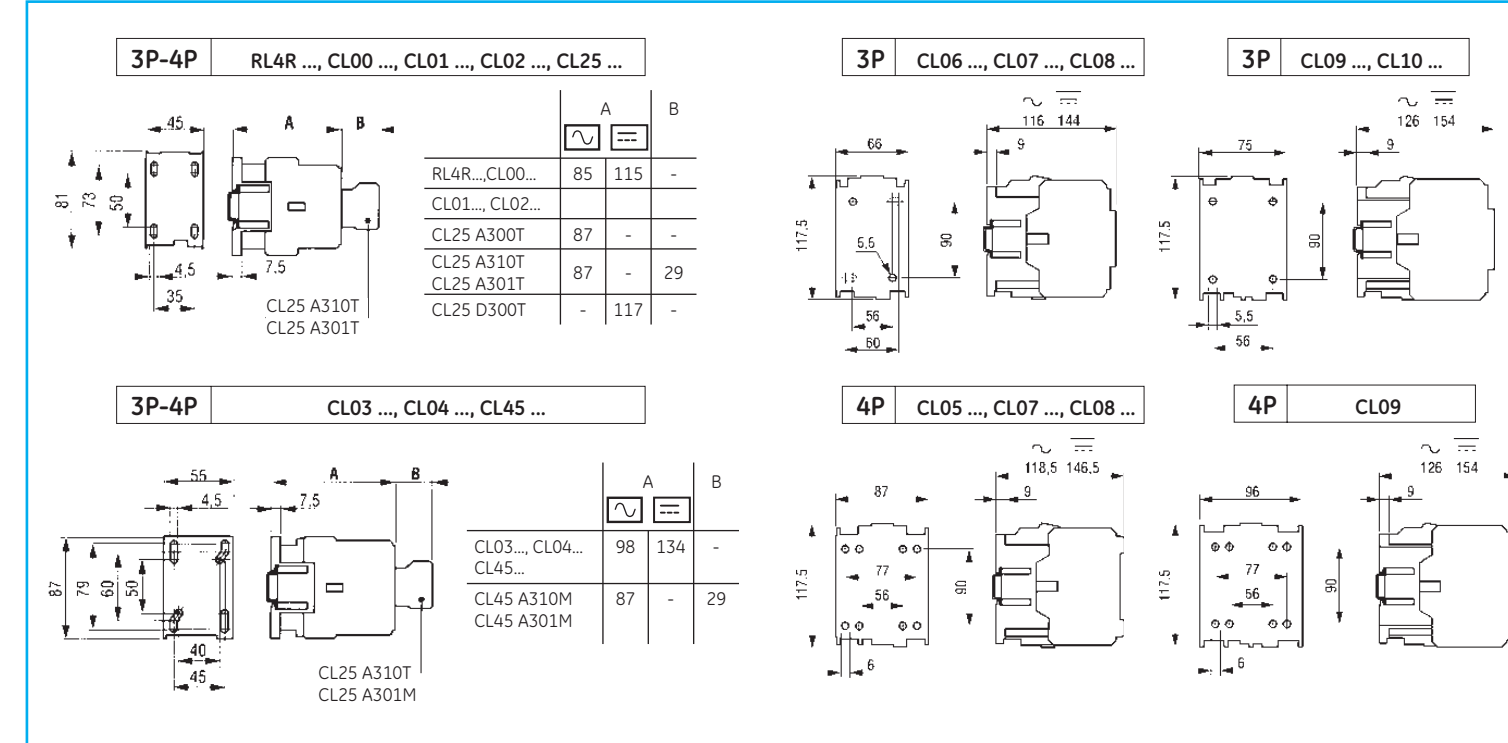 3P-4P RL4R ..., CL00 ..., CL01 ..., CL02 ..., CL25 ...
A B
45 A B
81 73 50
4,5 7.5
35
CL25 A310T
CL25 A301T
RL4R...,CL00... 85 115 -
CL01..., CL02...
CL25 A300T 87 - -
CL25 A310T
CL25 A301T 87 - 29
CL25 D300T - 117 -
3P CL06 ..., CL07 ..., CL08 ...
116 144
66 9
117.5 5,5 90
56
60
3P CL09 ..., CL10 ...
126 154
75 9
117.5 90
5,5
56
3P-4P CL03 ..., CL04 ..., CL45 ...
A B
55 A B
4,5 7,5
87 79 60 50
40
45
CL25 A310T
CL25 A301M
CL03..., CL04... 98 134 -
CL45...
CL45 A310M 87 - 29
CL45 A301M
4P CL05 ..., CL07 ..., CL08 ...
118,5 146,5
87 9
117.5 77 90
56
6
4P CL09
126 154
96 9
117.5 77 90
56
6